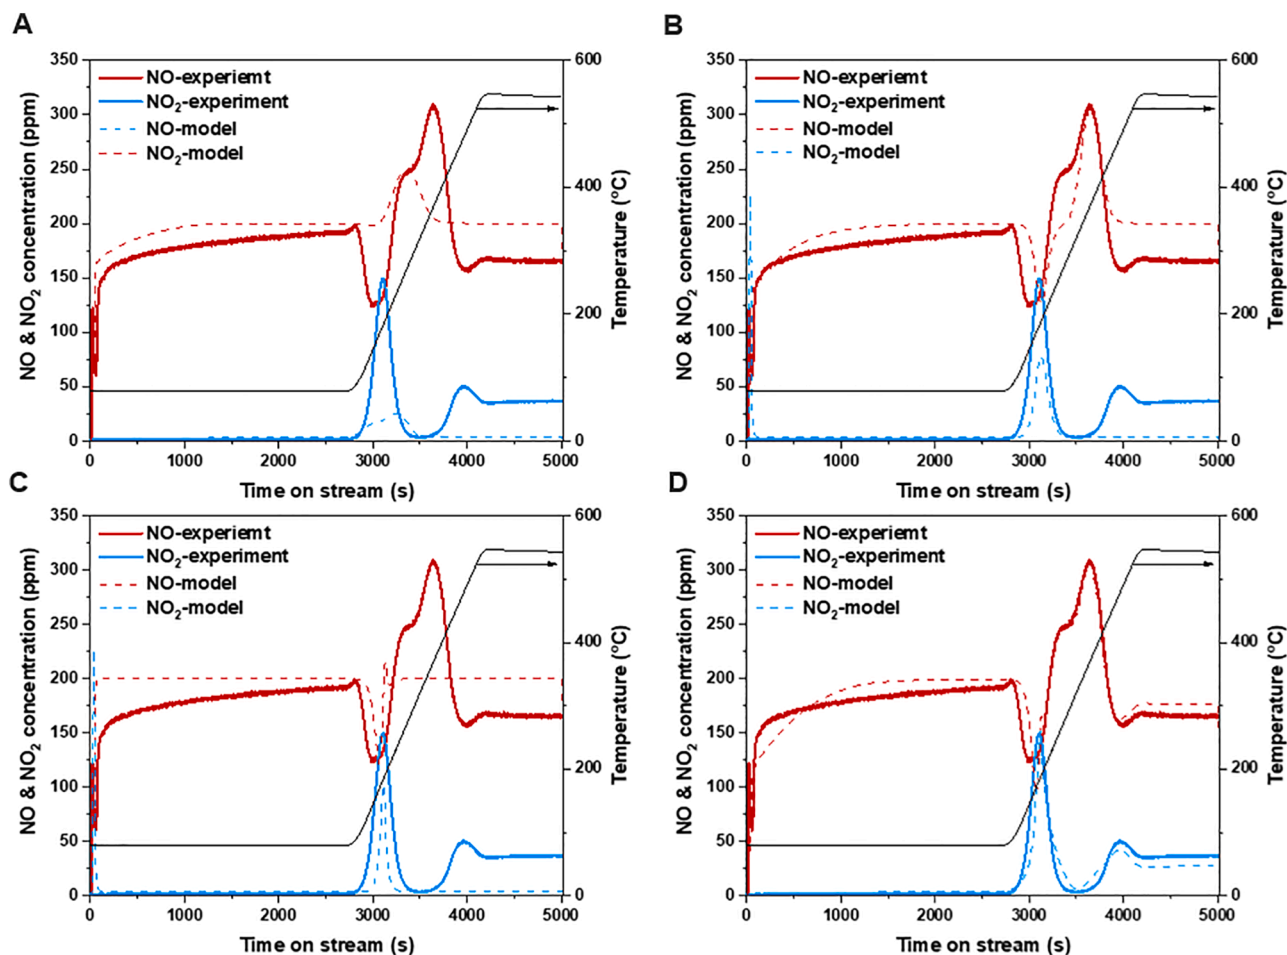 A
NO & NO2 concentration (ppm)
350
300
250
200
150
100
50
0
NO-experiemt
NO2-experiment
NO-model
NO2-model
600
400
200
0
Temperature (°C)
0 1000 2000 3000 4000 5000
Time on stream (s)
B
NO & NO2 concentration (ppm)
350
300
250
200
150
100
50
0
NO-experiemt
NO2-experiment
NO-model
NO2-model
600
400
200
0
Temperature (°C)
0 1000 2000 3000 4000 5000
Time on stream (s)
C
NO & NO2 concentration (ppm)
350
300
250
200
150
100
50
0
NO-experiemt
NO2-experiment
NO-model
NO2-model
600
400
200
0
Temperature (°C)
0 1000 2000 3000 4000 5000
Time on stream (s)
D
NO & NO2 concentration (ppm)
350
300
250
200
150
100
50
0
NO-experiemt
NO2-experiment
NO-model
NO2-model
600
400
200
0
Temperature (°C)
0 1000 2000 3000 4000 5000
Time on stream (s)